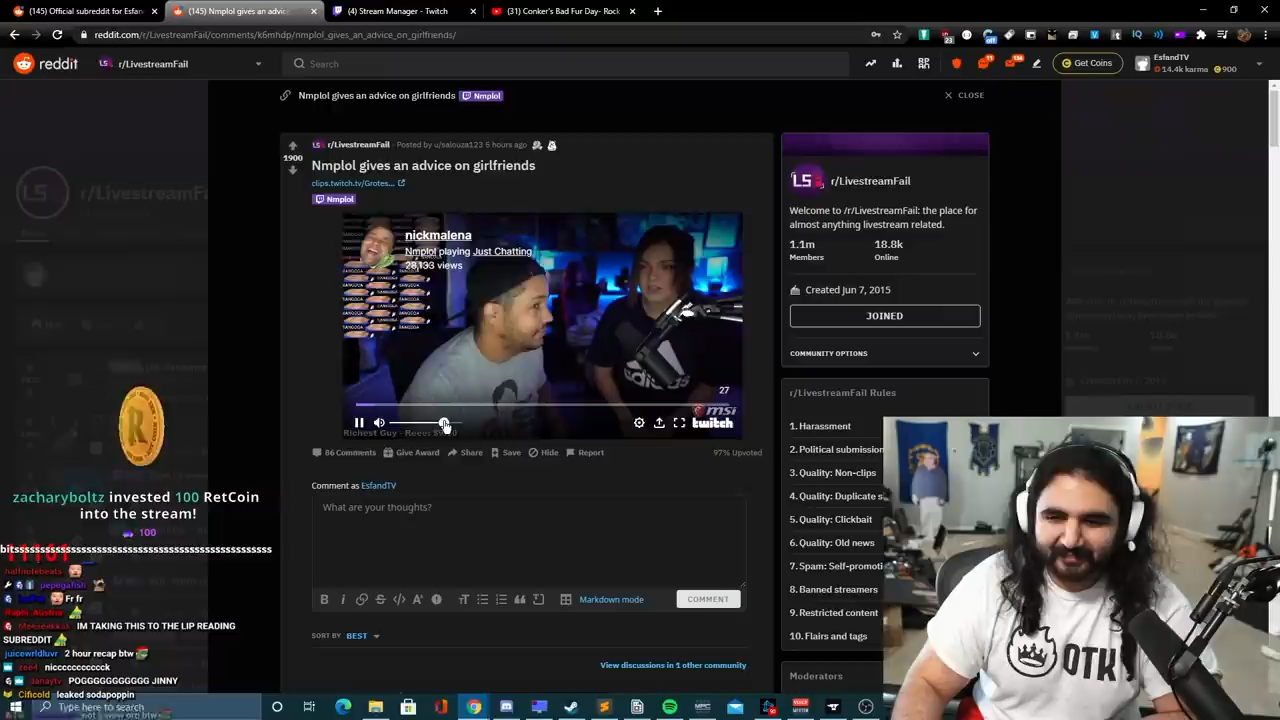 (145) Official subreddit for Esfan
(145) Nmplol gives an advice
(4) Stream Manager - Twitch
(31) Conker's Bad Fur Day- Rock
reddit.com/r/LivestreamFail/comments/k6mhdp/nmplol_gives_an_advice_on_girlfriends/
reddit
r/LivestreamFail
Search
Get Coins
EsfandTV
14.4k karma
900
Nmplol gives an advice on girlfriends
Nmplol
CLOSE
r/LivestreamFail · Posted by u/salouza123 6 hours ago
1900
Nmplol gives an advice on girlfriends
clips.twitch.tv/Grotes...
Nmplol
nickmalena
Nmplol playing Just Chatting
28,133 views
27
msi
twitch
86 Comments
Give Award
Share
Save
Hide
Report
97% Upvoted
Comment as EsfandTV
What are your thoughts?
Markdown mode
COMMENT
SORT BY BEST
View discussions in 1 other community
LS
r/LivestreamFail
Welcome to /r/LivestreamFail: the place for
almost anything livestream related.
1.1m
Members
18.8k
Online
Created Jun 7, 2015
JOINED
COMMUNITY OPTIONS
r/LivestreamFail Rules
1. Harassment
2. Political submission
3. Quality: Non-clips
4. Quality: Duplicate s
5. Quality: Clickbait
6. Quality: Old news
7. Spam: Self-promoti
8. Banned streamers
9. Restricted content
10. Flairs and tags
Moderators
zacharyboltz invested 100 RetCoin
into the stream!
100
halfnotebeats
pepegafish
Fr fr
IM TAKING THIS TO THE LIP READING
SUBREDDIT
juicewrldluvr 2 hour recap btw
niccccccccock
POGGGGGGGGGG JINNY
Cificold leaked sodapoppin
Type here to search
OTK
adidas